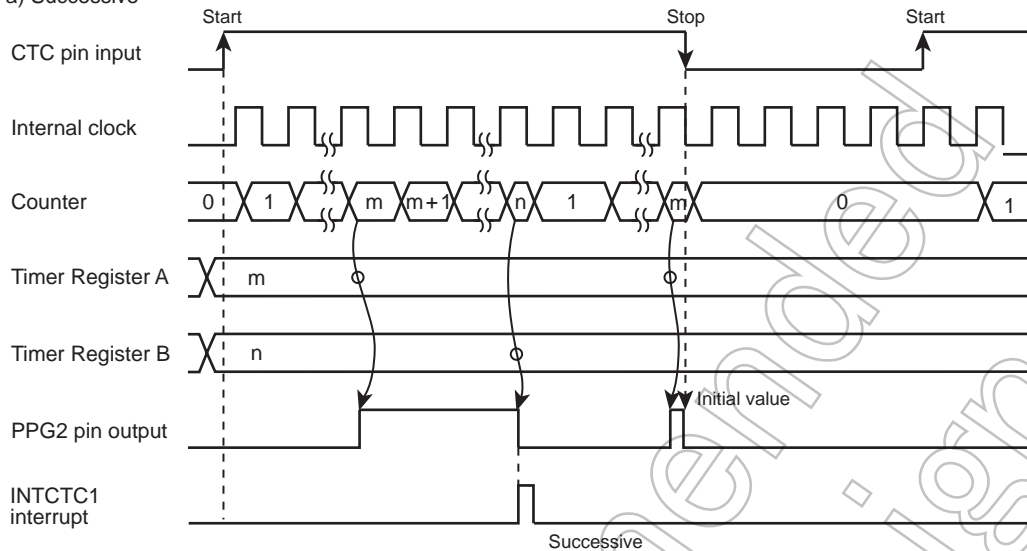 a) Successive
Start Stop Start
CTC pin input
Internal clock
Counter 0 1 m m+1 n 1 m 0 1
Timer Register A m
Timer Register B n
Initial value
PPG2 pin output
INTCTC1
interrupt
Successive